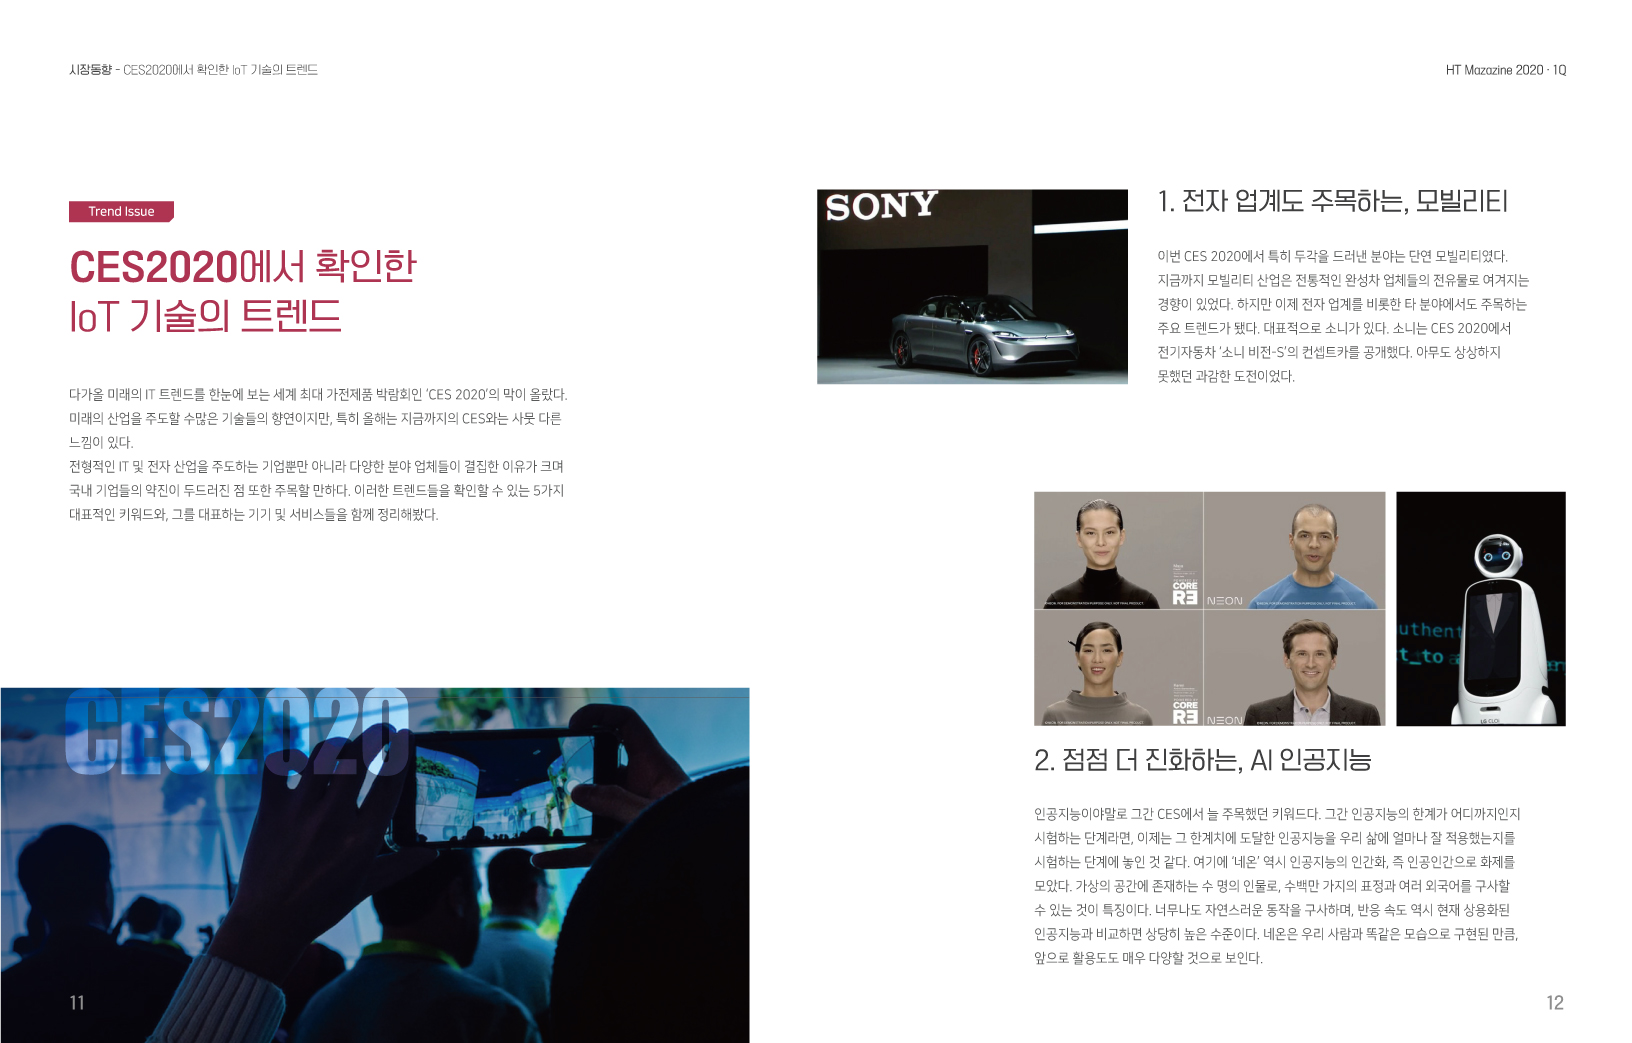 시장동향 - CES2020에서 확인한 IoT 기술의 트렌드
HT Mazazine 2020 · 1Q
Trend Issue
CES2020에서 확인한
IoT 기술의 트렌드
다가올 미래의 IT 트렌드를 한눈에 보는 세계 최대 가전제품 박람회인 ‘CES 2020’의 막이 올랐다.
미래의 산업을 주도할 수많은 기술들의 향연이지만, 특히 올해는 지금까지의 CES와는 사뭇 다른
느낌이 있다.
전형적인 IT 및 전자 산업을 주도하는 기업뿐만 아니라 다양한 분야 업체들이 결집한 이유가 크며
국내 기업들의 약진이 두드러진 점 또한 주목할 만하다. 이러한 트렌드들을 확인할 수 있는 5가지
대표적인 키워드와, 그를 대표하는 기기 및 서비스들을 함께 정리해봤다.
CES2020
11
SONY
1. 전자 업계도 주목하는, 모빌리티
이번 CES 2020에서 특히 두각을 드러낸 분야는 단연 모빌리티였다.
지금까지 모빌리티 산업은 전통적인 완성차 업체들의 전유물로 여겨지는
경향이 있었다. 하지만 이제 전자 업계를 비롯한 타 분야에서도 주목하는
주요 트렌드가 됐다. 대표적으로 소니가 있다. 소니는 CES 2020에서
전기자동차 ‘소니 비전-S’의 컨셉트카를 공개했다. 아무도 상상하지
못했던 과감한 도전이었다.
CORE
R3
NEON
CORE
R3
NEON
uthent
ct_to
LG CLOi
2. 점점 더 진화하는, AI 인공지능
인공지능이야말로 그간 CES에서 늘 주목했던 키워드다. 그간 인공지능의 한계가 어디까지인지
시험하는 단계라면, 이제는 그 한계치에 도달한 인공지능을 우리 삶에 얼마나 잘 적용했는지를
시험하는 단계에 놓인 것 같다. 여기에 ‘네온’ 역시 인공지능의 인간화, 즉 인공인간으로 화제를
모았다. 가상의 공간에 존재하는 수 명의 인물로, 수백만 가지의 표정과 여러 외국어를 구사할
수 있는 것이 특징이다. 너무나도 자연스러운 동작을 구사하며, 반응 속도 역시 현재 상용화된
인공지능과 비교하면 상당히 높은 수준이다. 네온은 우리 사람과 똑같은 모습으로 구현된 만큼,
앞으로 활용도도 매우 다양할 것으로 보인다.
12